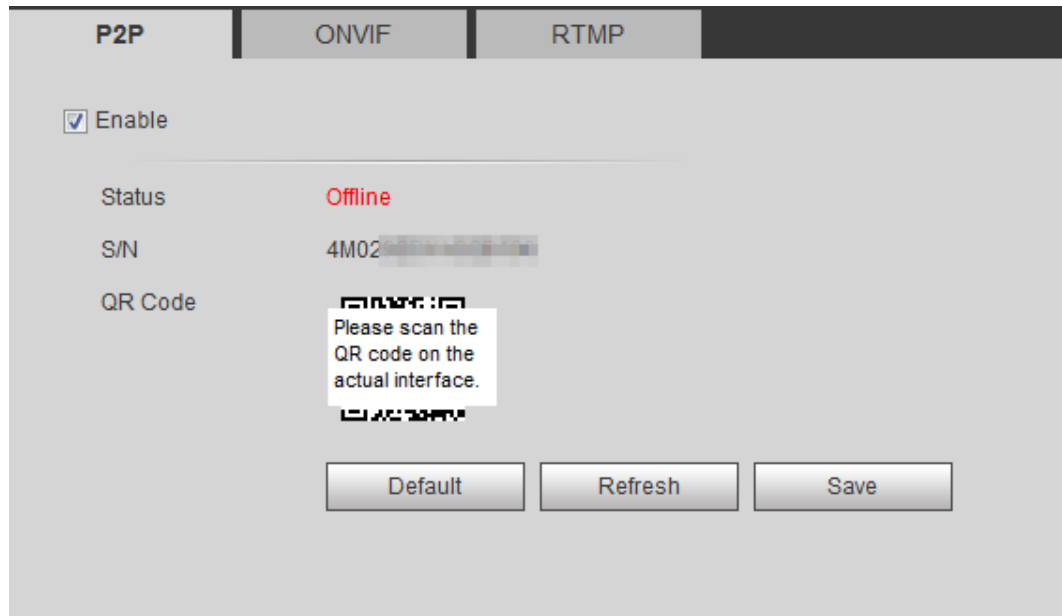 P2P ONVIF RTMP
Enable
Status Offline
S/N 4M02
QR Code
Please scan the
QR code on the
actual interface.
Default Refresh Save